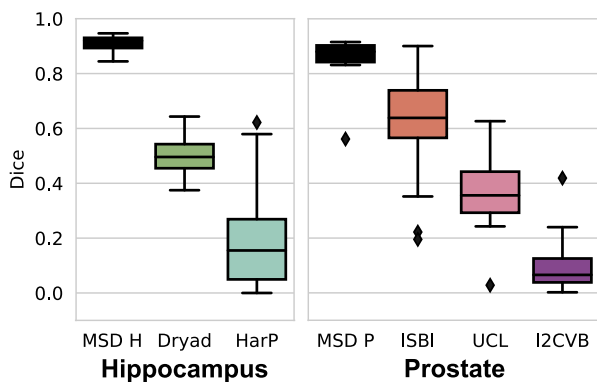 Dice
1.0
0.8
0.6
0.4
0.2
0.0
MSD H Dryad HarP
Hippocampus
MSD P ISBI UCL I2CVB
Prostate